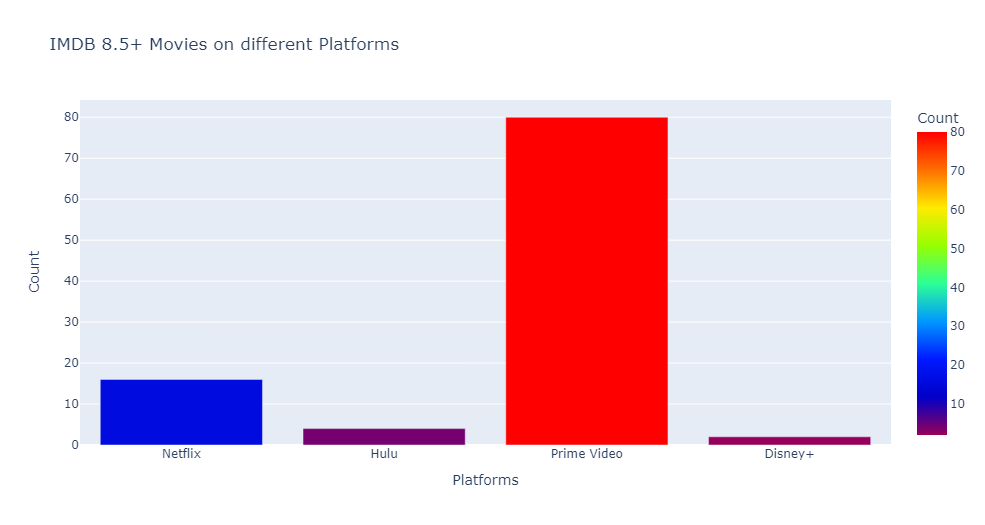 IMDB 8.5+ Movies on different Platforms
Count
80
70
60
50
40
30
20
10
0
Netflix
Hulu
Prime Video
Disney+
Platforms
Count
80
70
60
50
40
30
20
10